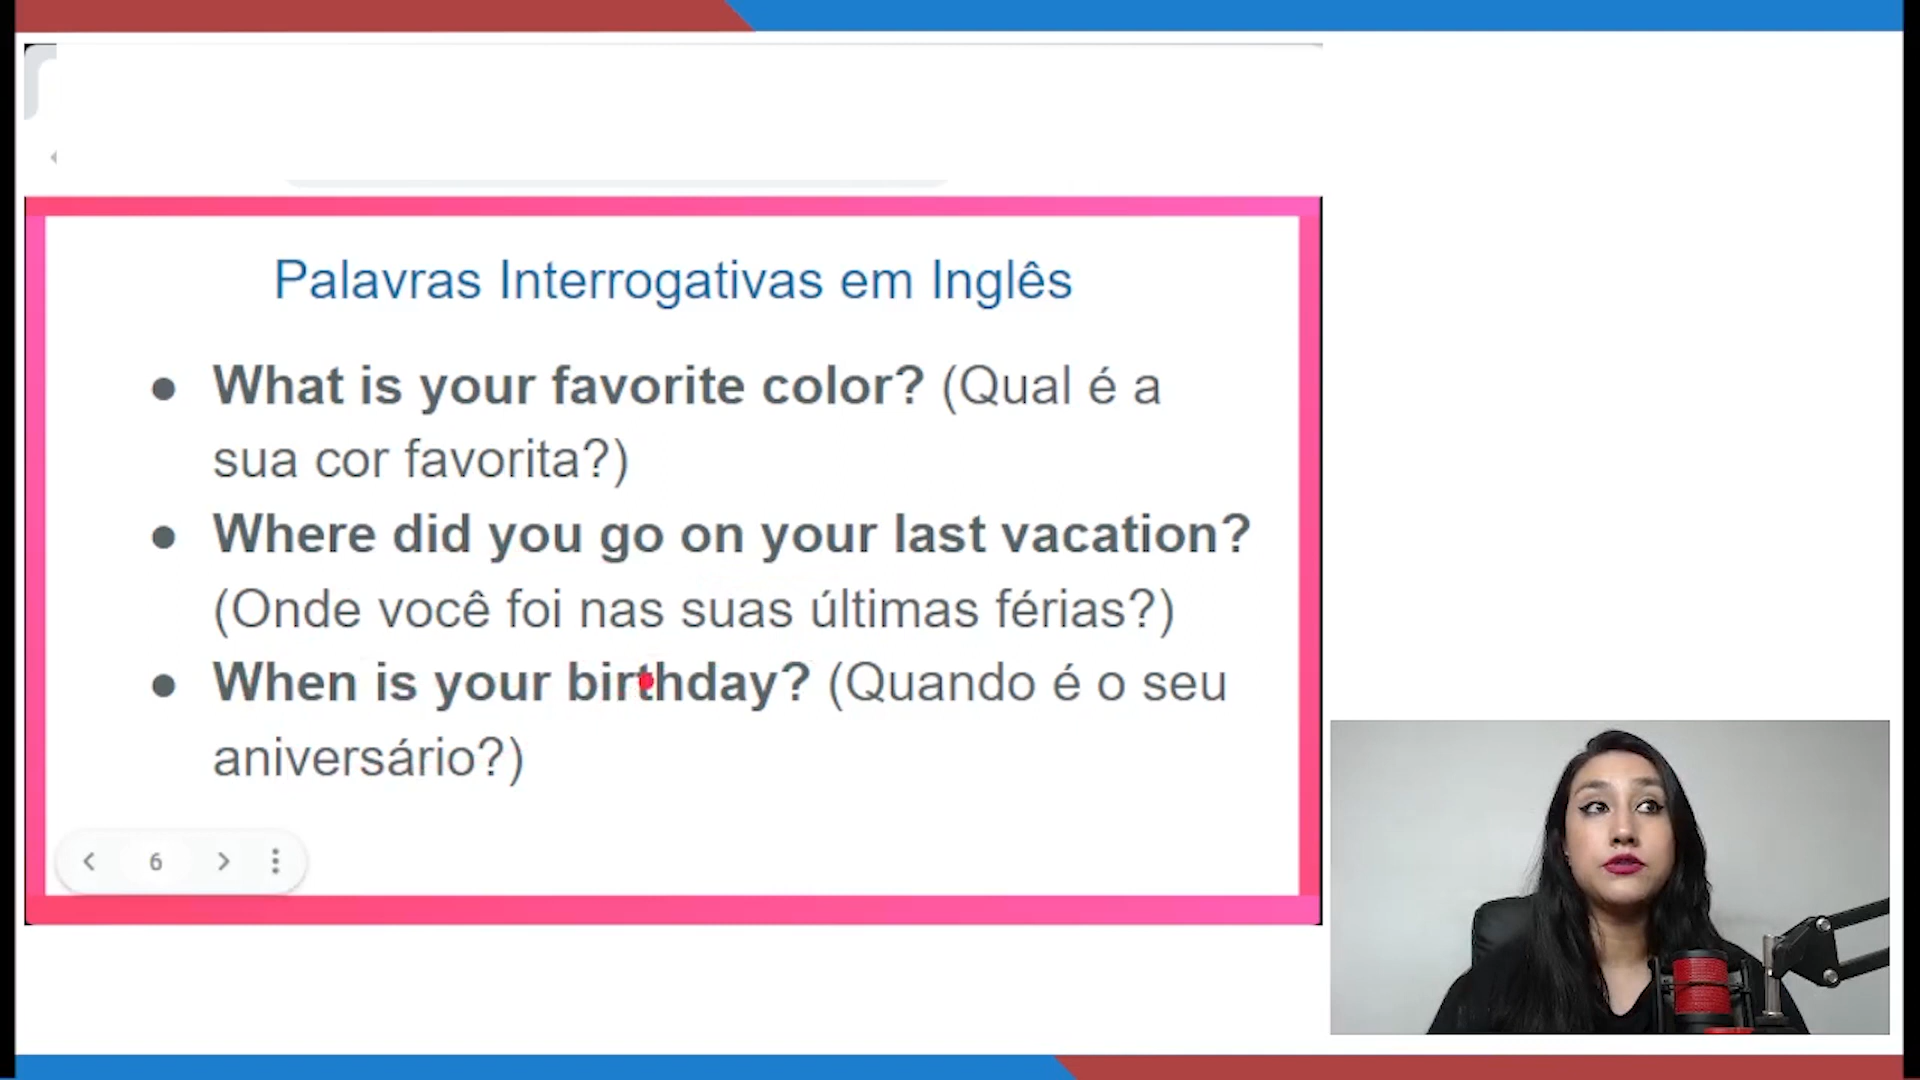 Palavras Interrogativas em Inglês
● What is your favorite color? (Qual é a
sua cor favorita?)
● Where did you go on your last vacation?
(Onde você foi nas suas últimas férias?)
● When is your birthday? (Quando é o seu
aniversário?)
6